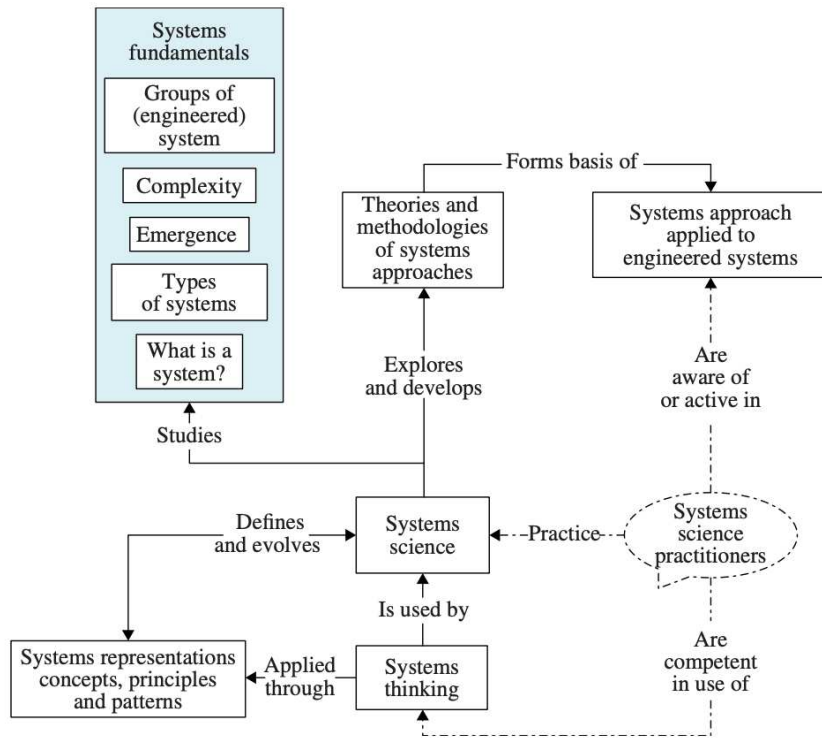 Systems
fundamentals
Groups of
(engineered)
system
Complexity
Emergence
Types
of systems
What is a
system?
Studies
Forms basis of
Theories and
methodologies
of systems
approaches
Systems approach
applied to
engineered systems
Explores
and develops
Are
aware of
or active in
Defines
and evolves
Systems
science
Practice
Systems
science
practitioners
Is used by
Systems representations
concepts, principles
and patterns
Applied
through
Systems
thinking
Are
competent
in use of